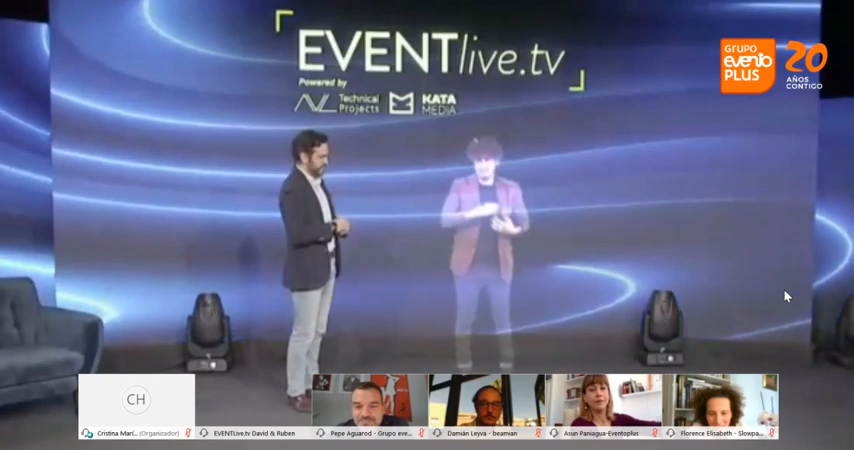 EVENTlive.tv
Powered by
AVL Technical Projects
KATA MEDIA
GRUPO
evento
PLUS
20
AÑOS
CONTIGO
CH
Cristina Marí... (Organizador)
EVENTLive.tv David & Ruben
Pepe Aguarod - Grupo eve...
Damián Leyva - beamian
Asun Paniagua-Eventoplus
Florence Elisabeth - Slowpa...